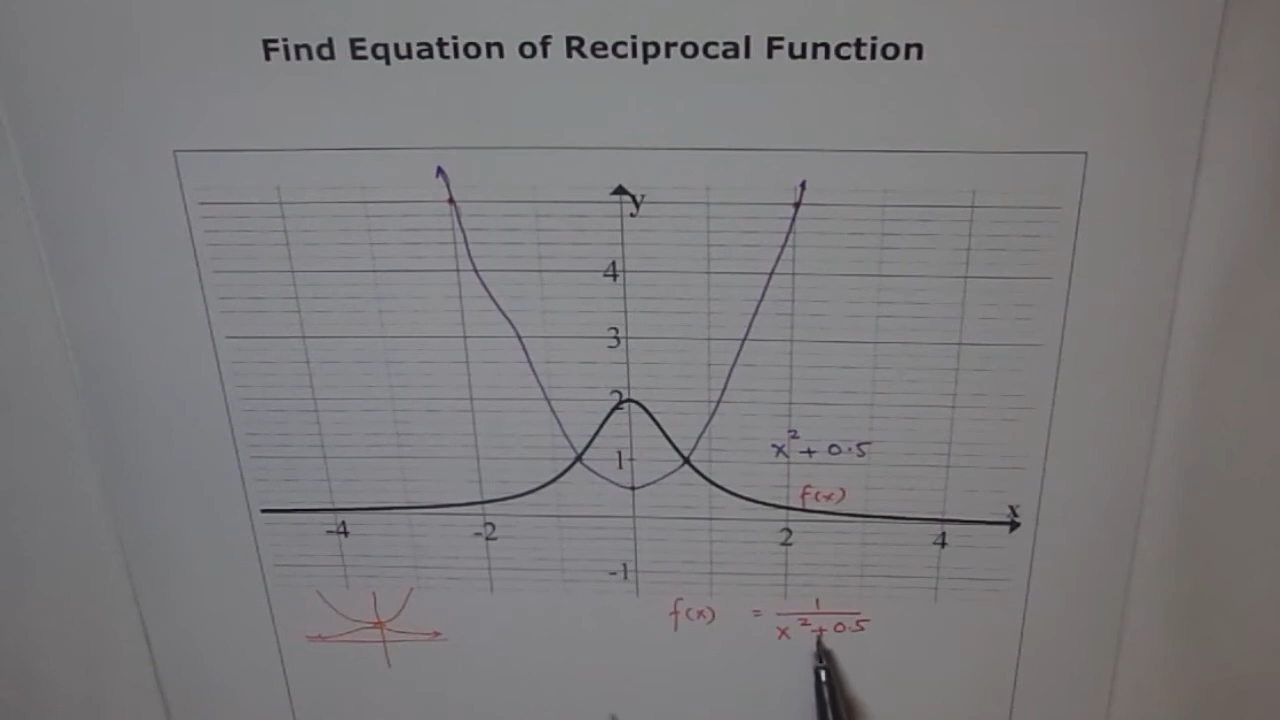 Find Equation of Reciprocal Function
y
4
3
2
1
x² + 0.5
f(x)
x
-4 -2 2 4
-1
f(x) = 1/(x² + 0.5)